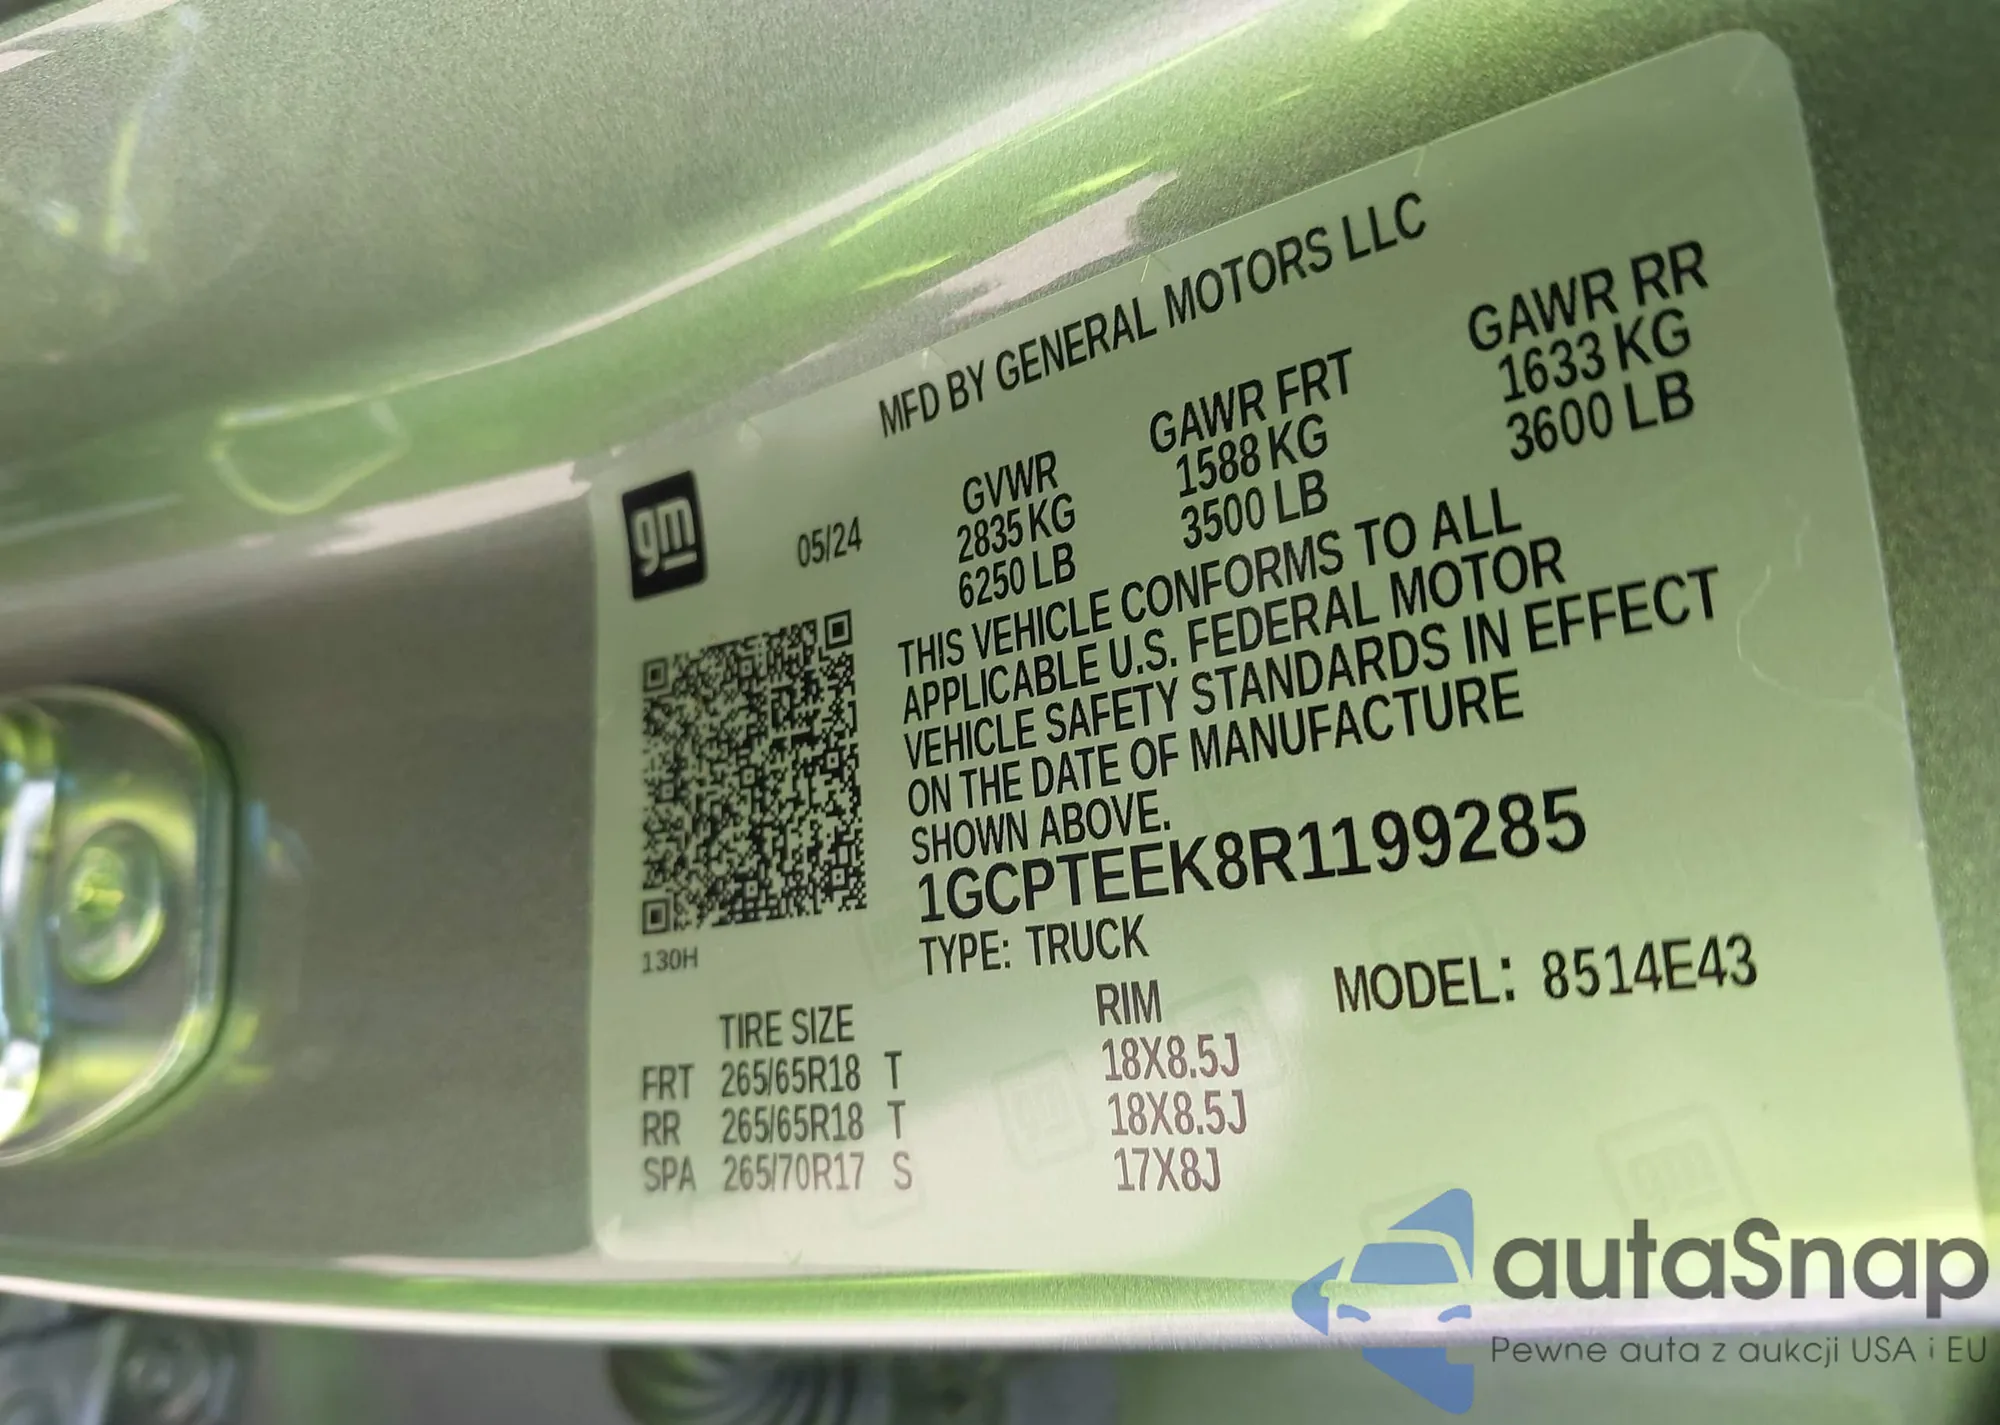 MFD BY GENERAL MOTORS LLC
gm
05/24
GVWR
2835 KG
6250 LB
GAWR FRT
1588 KG
3500 LB
GAWR RR
1633 KG
3600 LB
THIS VEHICLE CONFORMS TO ALL
APPLICABLE U.S. FEDERAL MOTOR
VEHICLE SAFETY STANDARDS IN EFFECT
ON THE DATE OF MANUFACTURE
SHOWN ABOVE.
1GCPTEEK8R1199285
130H
TYPE: TRUCK
MODEL: 8514E43
TIRE SIZE RIM
FRT 265/65R18 T 18X8.5J
RR 265/65R18 T 18X8.5J
SPA 265/70R17 S 17X8J
autaSnap
Pewne auta z aukcji USA i EU